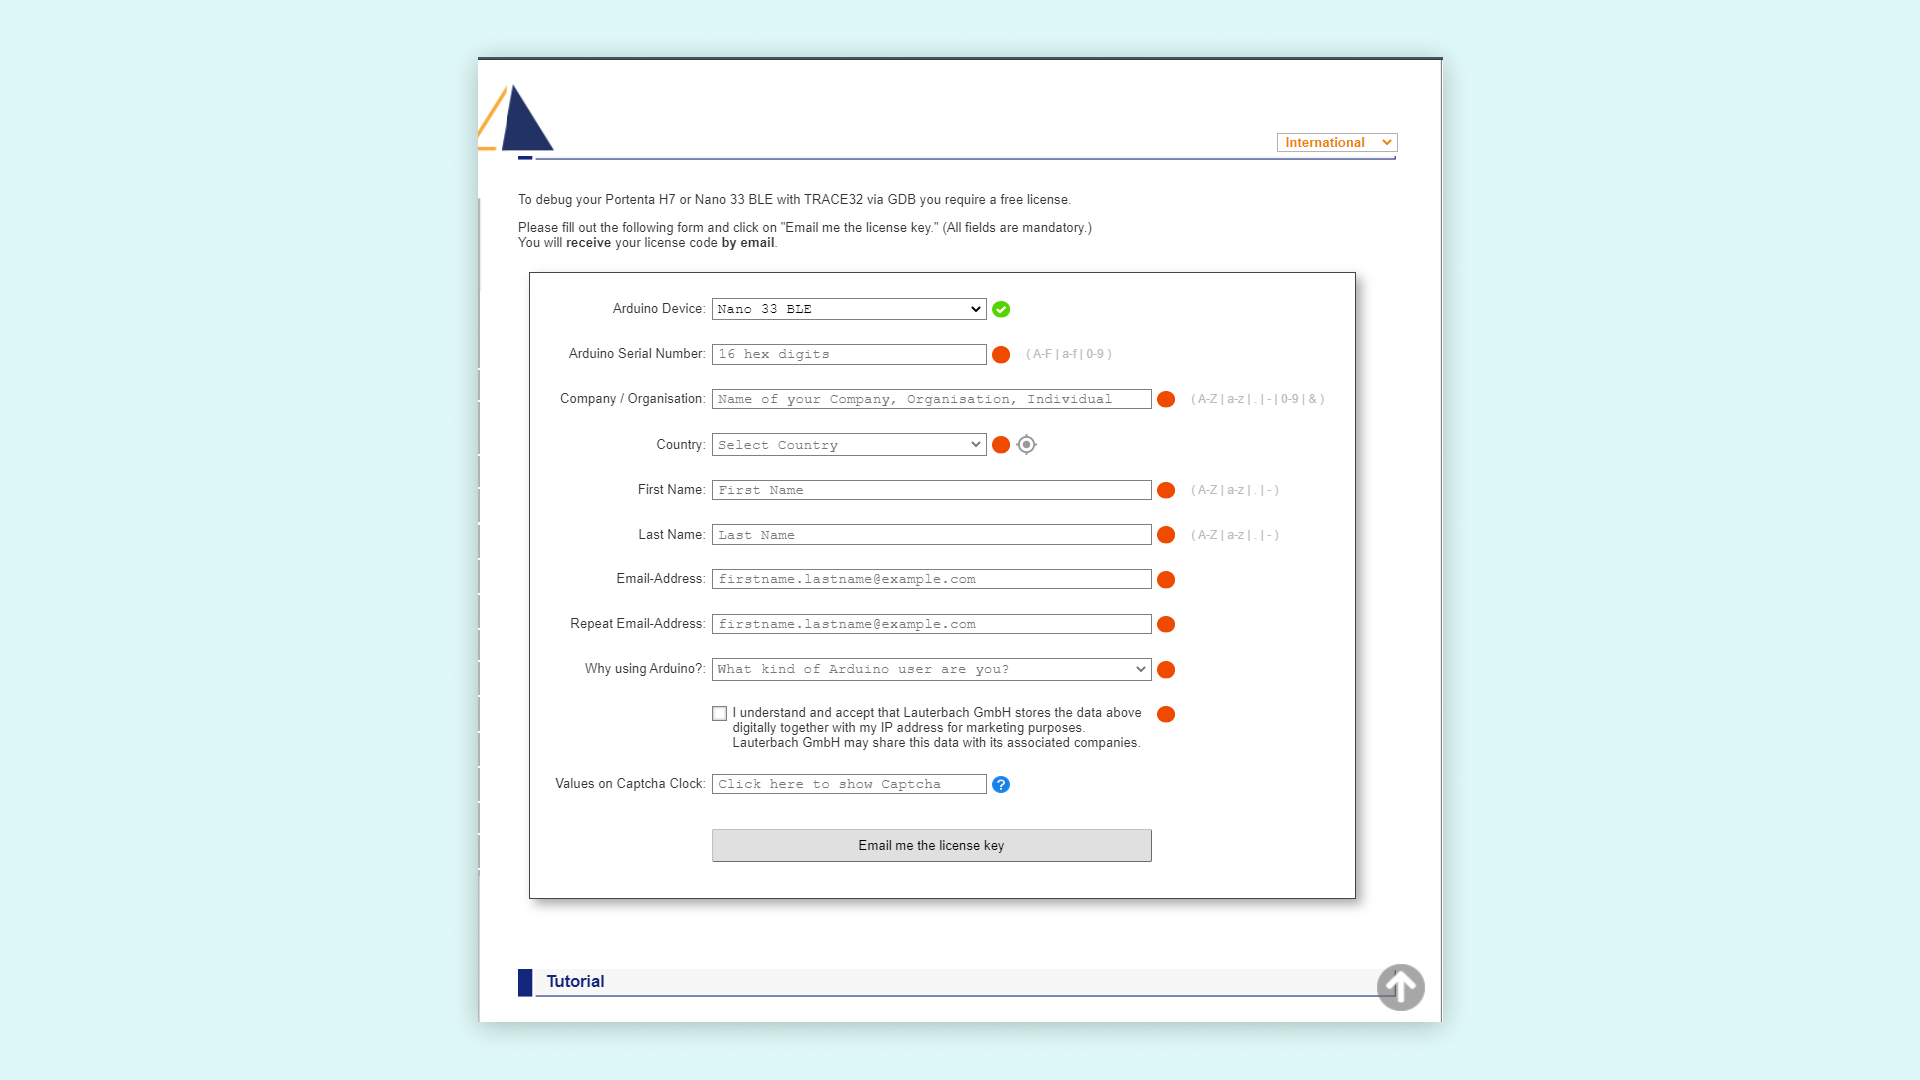 International
To debug your Portenta H7 or Nano 33 BLE with TRACE32 via GDB you require a free license.
Please fill out the following form and click on "Email me the license key." (All fields are mandatory.)
You will receive your license code by email.
Arduino Device: Nano 33 BLE
Arduino Serial Number: 16 hex digits ( A-F | a-f | 0-9 )
Company / Organisation: Name of your Company, Organisation, Individual ( A-Z | a-z | . | - | 0-9 | & )
Country: Select Country
First Name: First Name ( A-Z | a-z | . | - )
Last Name: Last Name ( A-Z | a-z | . | - )
Email-Address: firstname.lastname@example.com
Repeat Email-Address: firstname.lastname@example.com
Why using Arduino?: What kind of Arduino user are you?
I understand and accept that Lauterbach GmbH stores the data above
digitally together with my IP address for marketing purposes.
Lauterbach GmbH may share this data with its associated companies.
Values on Captcha Clock: Click here to show Captcha ?
Email me the license key
Tutorial